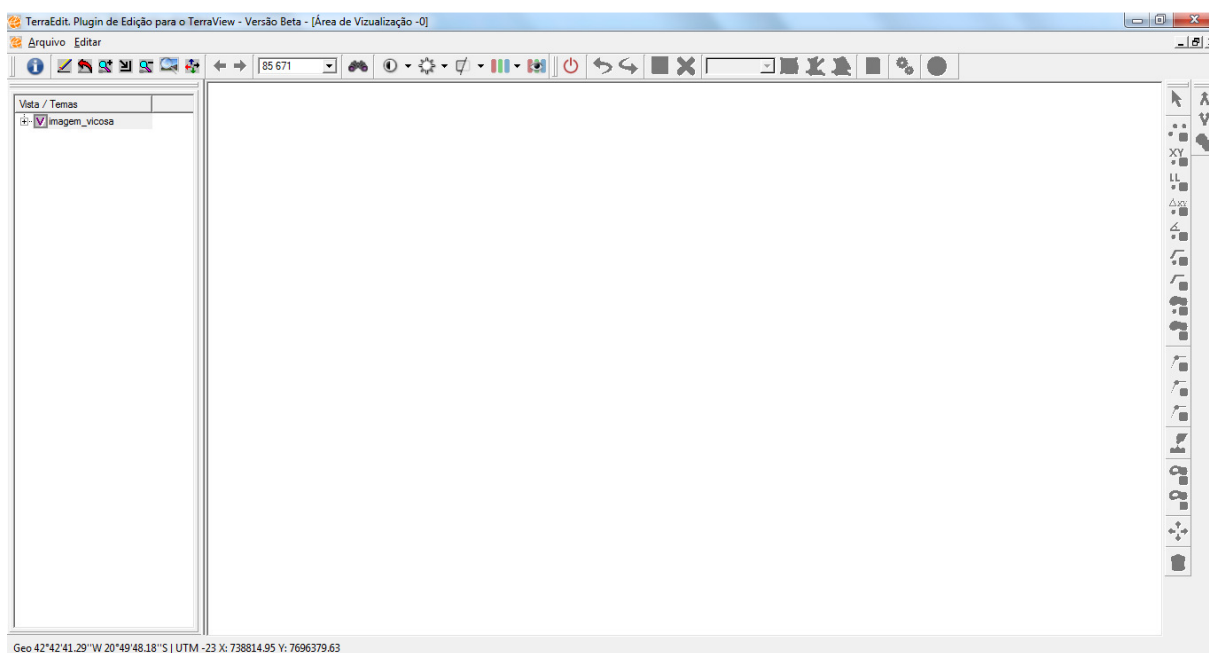 TerraEdit. Plugin de Edição para o TerraView - Versão Beta - [Área de Vizualização -0]
Arquivo Editar
85 671
Vista / Temas
imagem_vicosa
XY
LL
Δxy
Geo 42°42'41.29''W 20°49'48.18''S | UTM -23 X: 738814.95 Y: 7696379.63